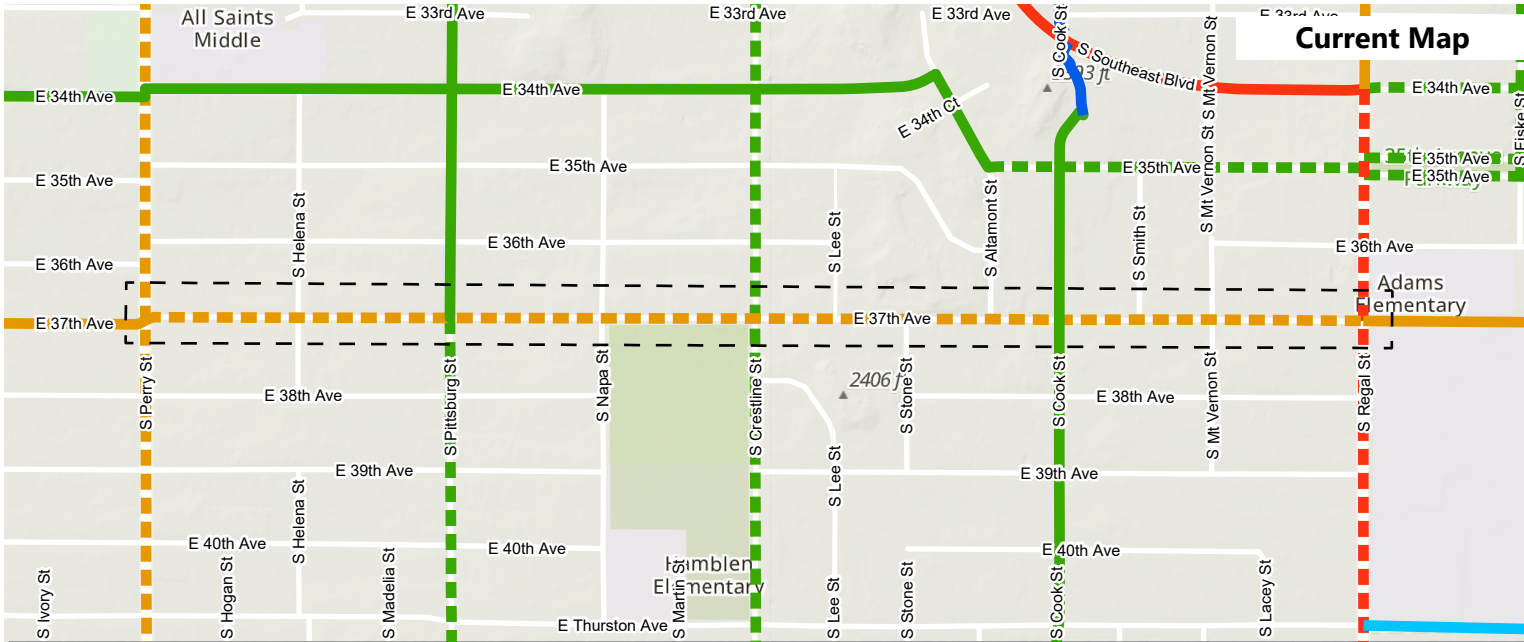 All Saints
Middle
E 33rd Ave
E 33rd Ave
E 33rd Ave
E 33rd Ave
Current Map
S Cook St
S Southeast Blvd
S Mt Vernon St
E 34th Ave
E 34th Ave
E 34th Ct
E 34th Ave
S Fiske St
E 35th Ave
E 35th Ave
E 35th Ave
E 35th Ave
E 35th Ave
Parkway
S Mt Vernon St
S Helena St
E 36th Ave
E 36th Ave
S Lee St
S Altamont St
S Smith St
E 36th Ave
Adams
Elementary
E 37th Ave
E 37th Ave
S Perry St
S Pittsburg St
S Napa St
S Crestline St
2406 f
S Stone St
S Cook St
S Mt Vernon St
S Regal St
E 38th Ave
E 38th Ave
E 39th Ave
S Lee St
E 39th Ave
S Helena St
E 40th Ave
E 40th Ave
E 40th Ave
Hamblen
Elementary
S Ivory St
S Hogan St
S Madelia St
S Martin St
S Lee St
S Stone St
S Cook St
S Lacey St
E Thurston Ave